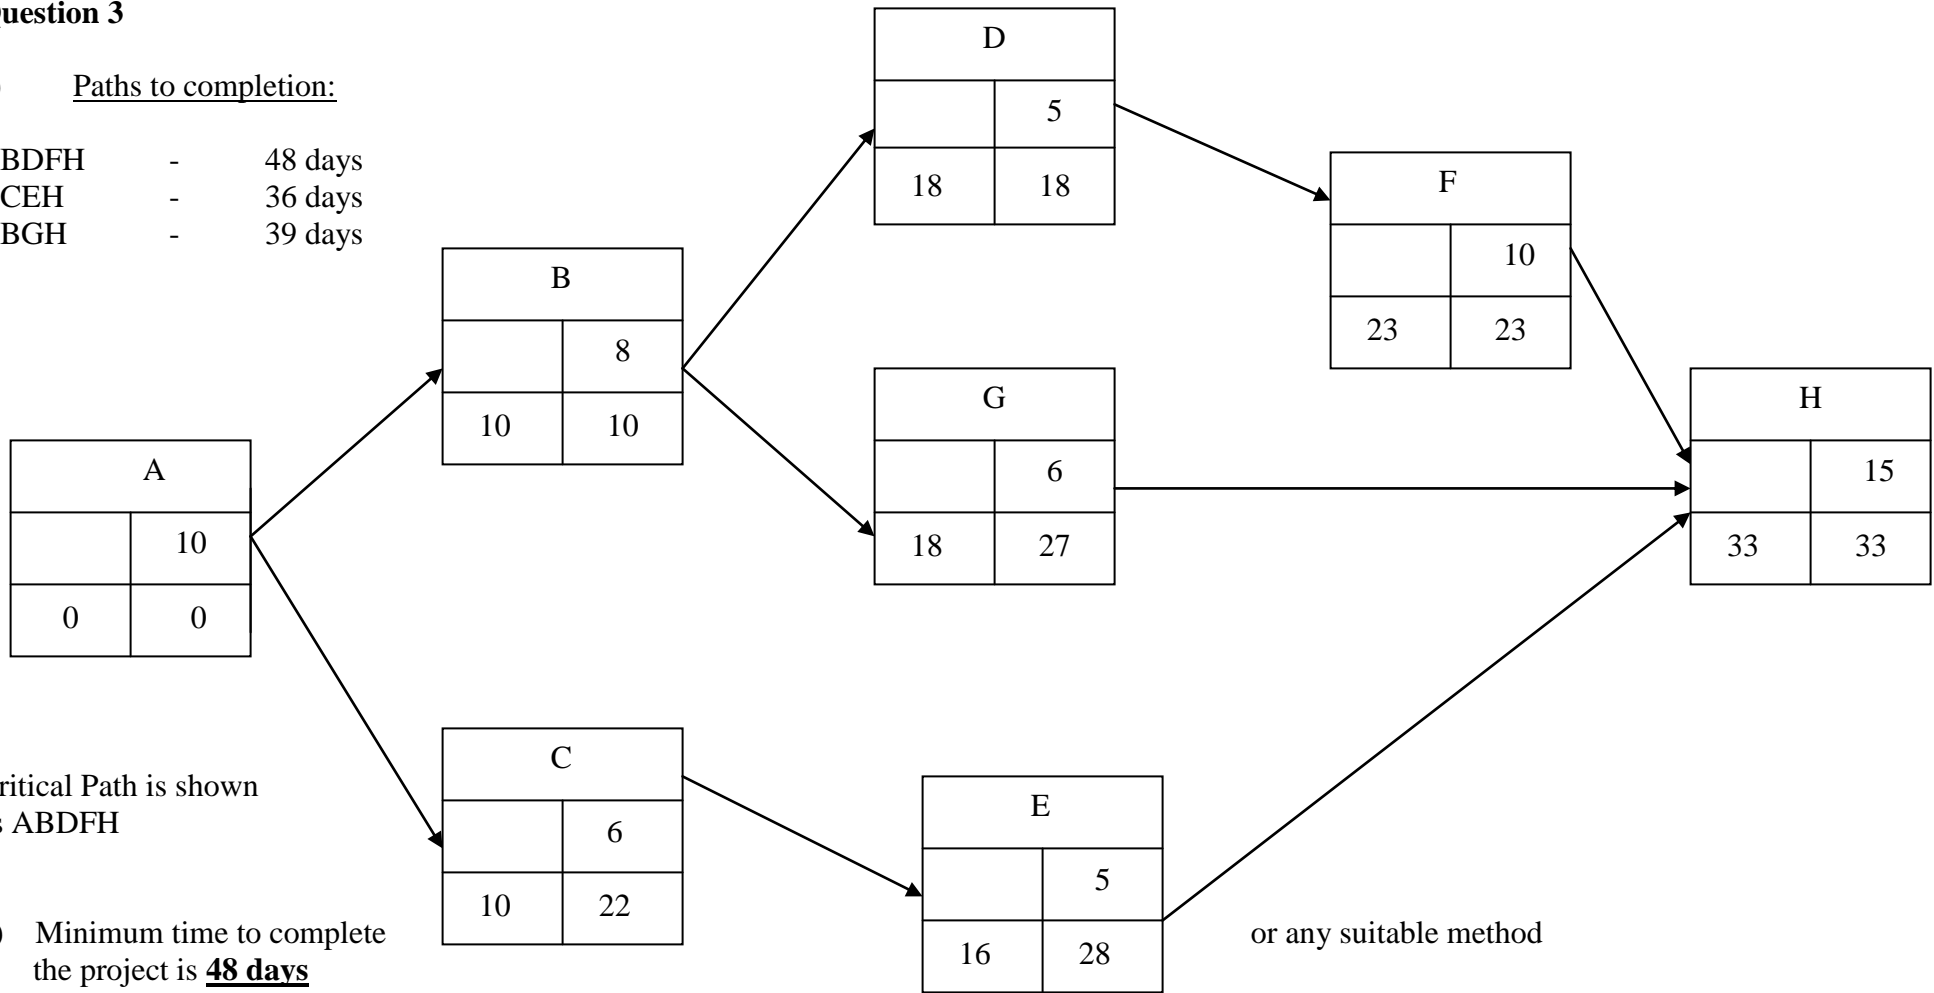 uestion 3
) Paths to completion:
BDFH - 48 days
CEH - 36 days
BGH - 39 days
D
5
18 18
F
10
23 23
B
8
10 10
G
6
18 27
H
15
33 33
A
10
0 0
C
6
10 22
E
5
16 28
ritical Path is shown
s ABDFH
) Minimum time to complete
the project is 48 days
or any suitable method